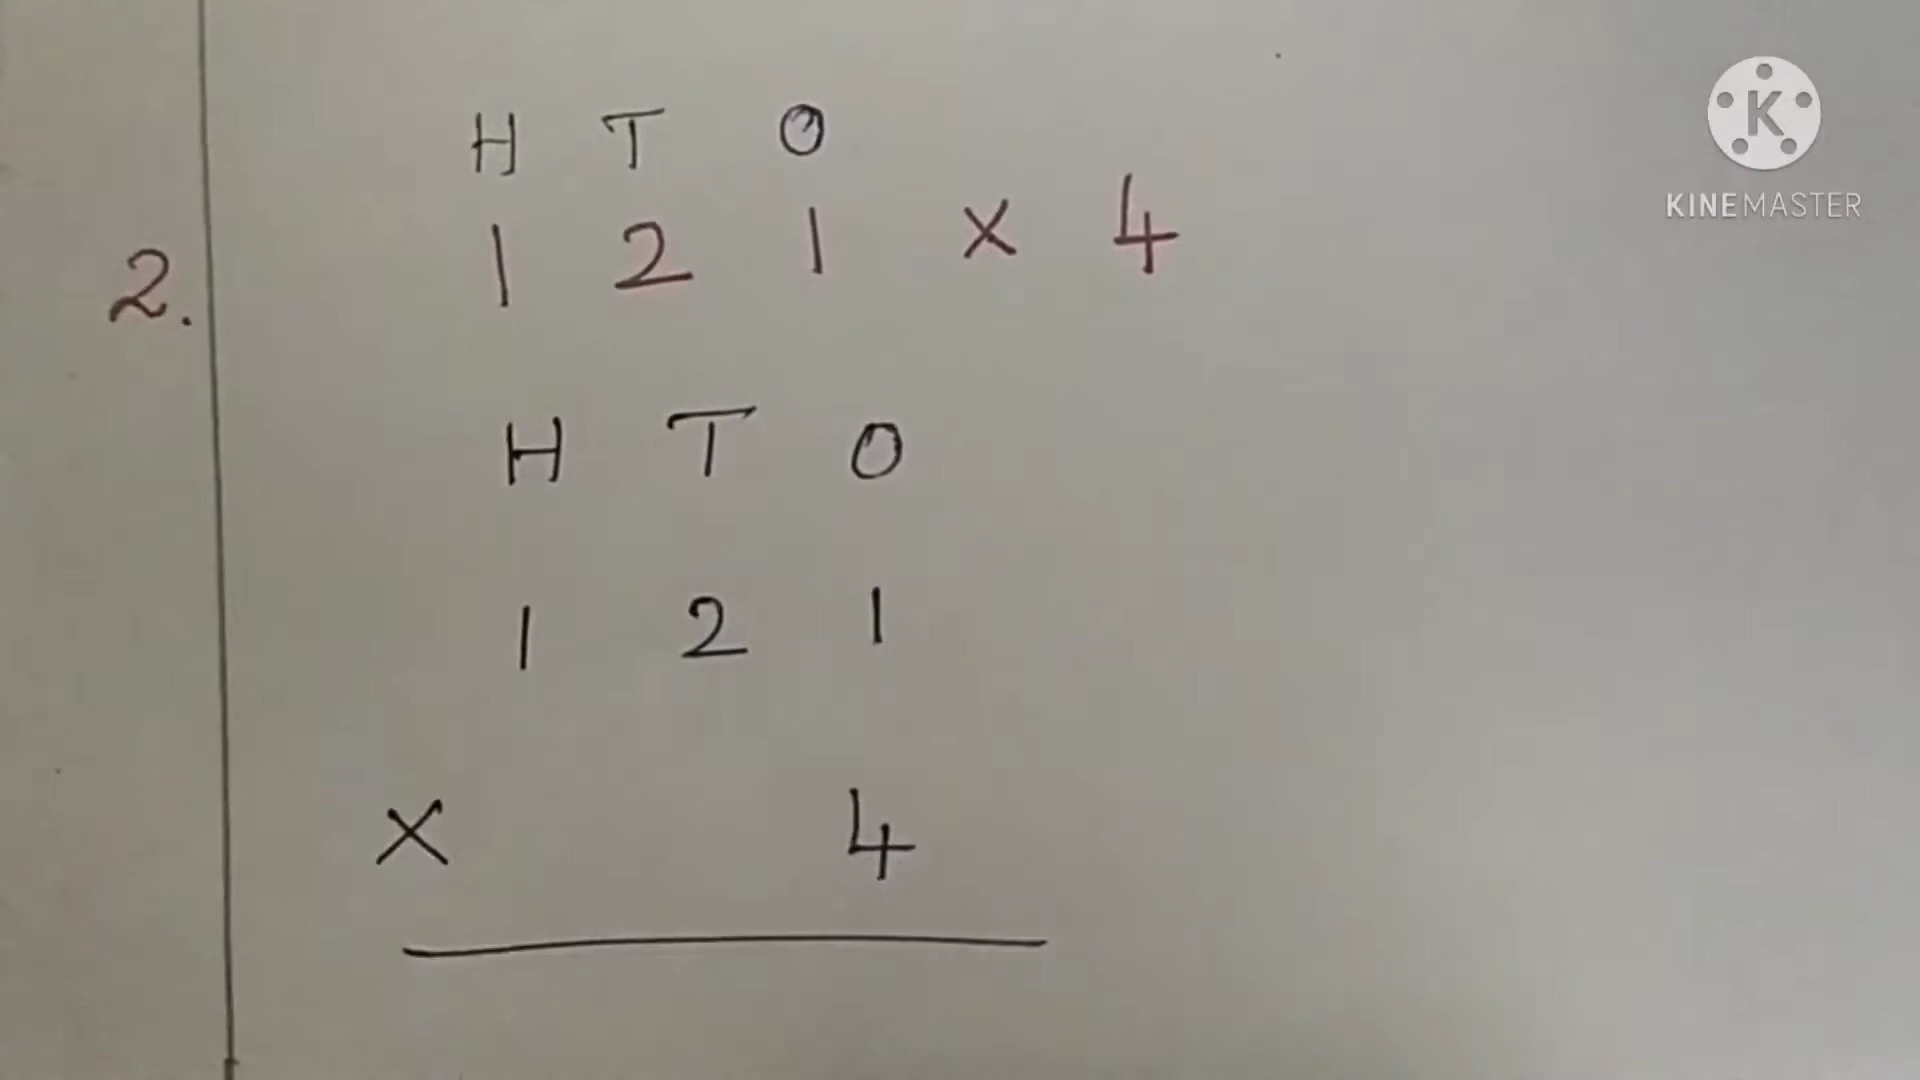 H T O
2. 1 2 1 × 4
H T O
1 2 1
× 4
K
KINEMASTER